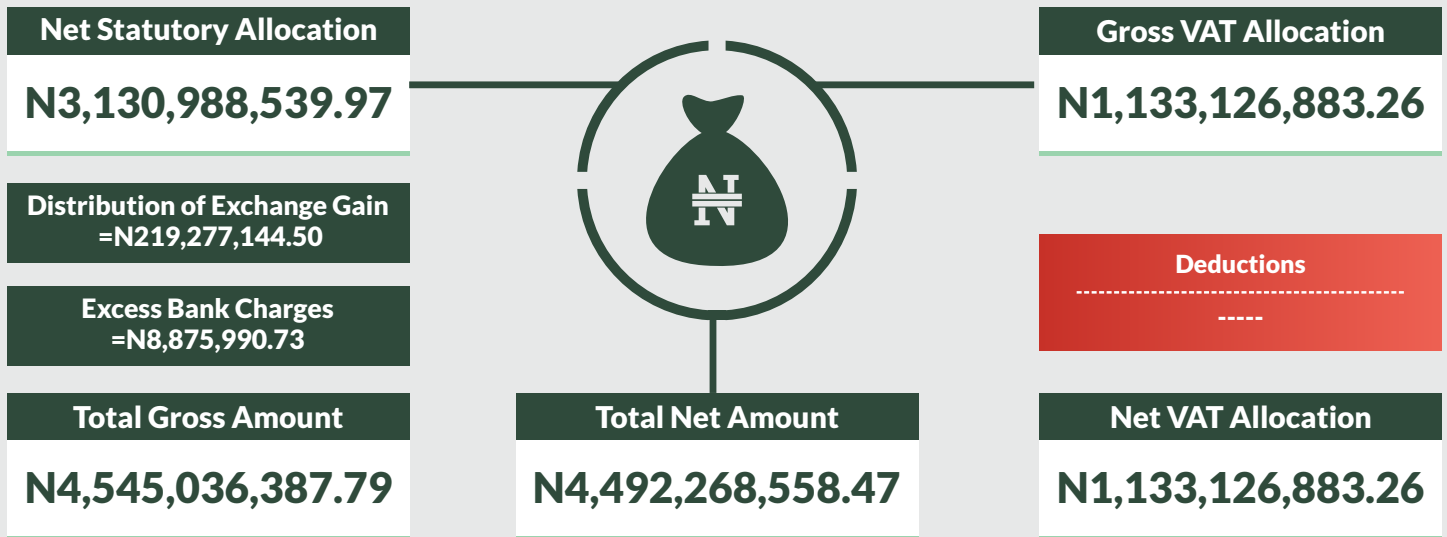 Net Statutory Allocation
N3,130,988,539.97
Distribution of Exchange Gain
=N219,277,144.50
Excess Bank Charges
=N8,875,990.73
Total Gross Amount
N4,545,036,387.79
₦
Total Net Amount
N4,492,268,558.47
Gross VAT Allocation
N1,133,126,883.26
Deductions
--------------------------------------------
-----
Net VAT Allocation
N1,133,126,883.26